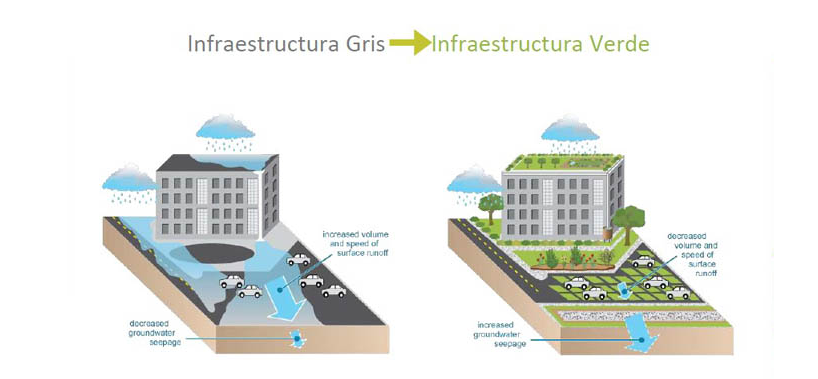 Infraestructura Gris Infraestructura Verde
increased volume
and speed of
surface runoff
decreased
groundwater
seepage
decreased
volume and
speed of
surface
runoff
increased
groundwater
seepage